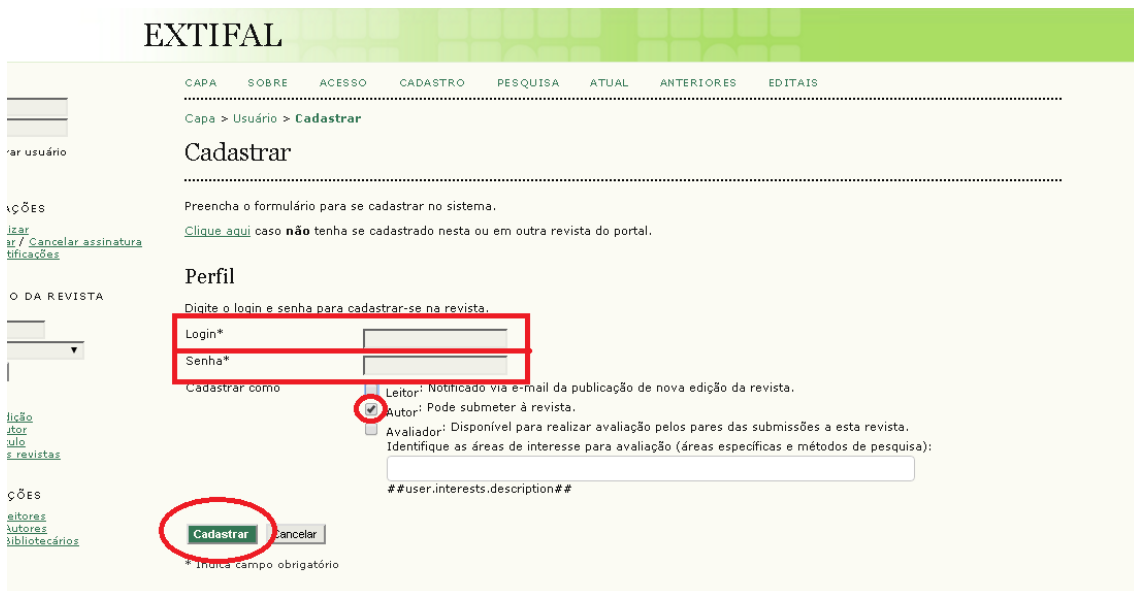 EXTIFAL
CAPA SOBRE ACESSO CADASTRO PESQUISA ATUAL ANTERIORES EDITAIS
Capa > Usuário > Cadastrar
Cadastrar
Preencha o formulário para se cadastrar no sistema.
Clique aqui caso não tenha se cadastrado nesta ou em outra revista do portal.
Perfil
Digite o login e senha para cadastrar-se na revista.
Login*
Senha*
Cadastrar como
Leitor: Notificado via e-mail da publicação de nova edição da revista.
Autor: Pode submeter à revista.
Avaliador: Disponível para realizar avaliação pelos pares das submissões a esta revista.
Identifique as áreas de interesse para avaliação (áreas específicas e métodos de pesquisa):
##user.interests.description##
Cadastrar Cancelar
* Indica campo obrigatório
var usuário
AÇÕES
izar
ar / Cancelar assinatura
tificações
O DA REVISTA
dição
utor
tulo
s revistas
ÇÕES
eitores
Autores
Bibliotecários